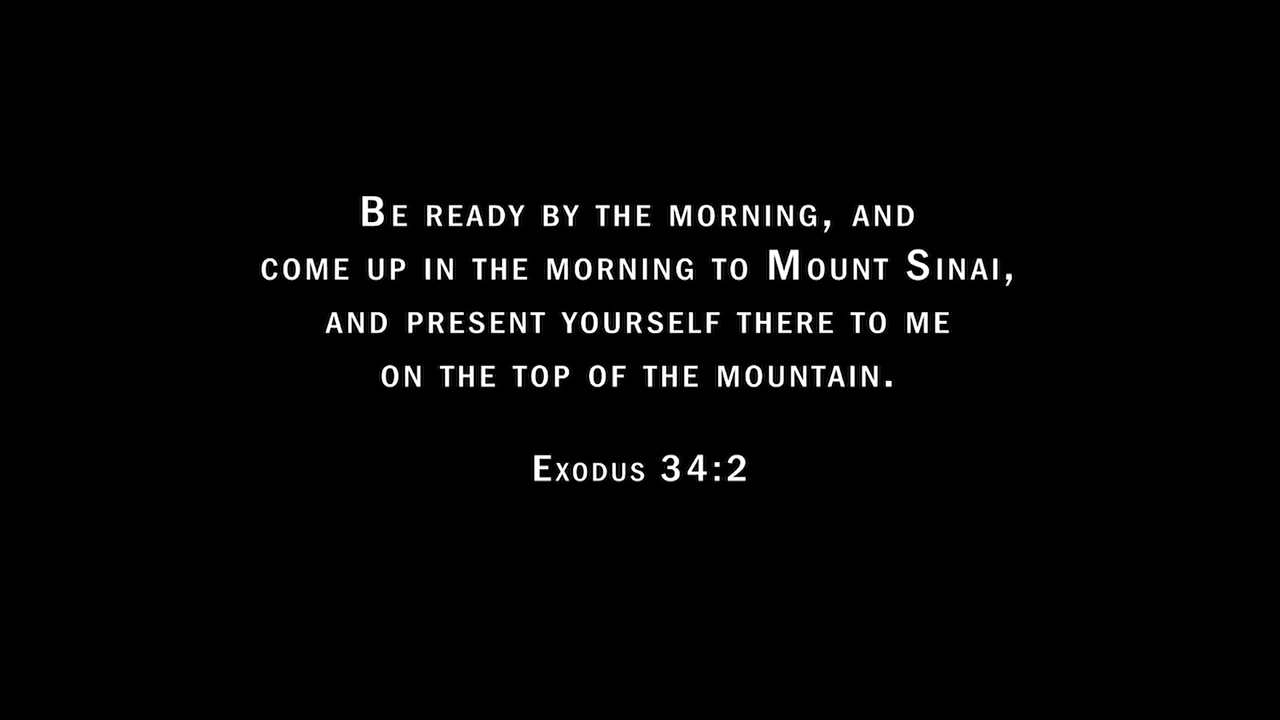 Be ready by the morning, and
come up in the morning to Mount Sinai,
and present yourself there to me
on the top of the mountain.
Exodus 34:2